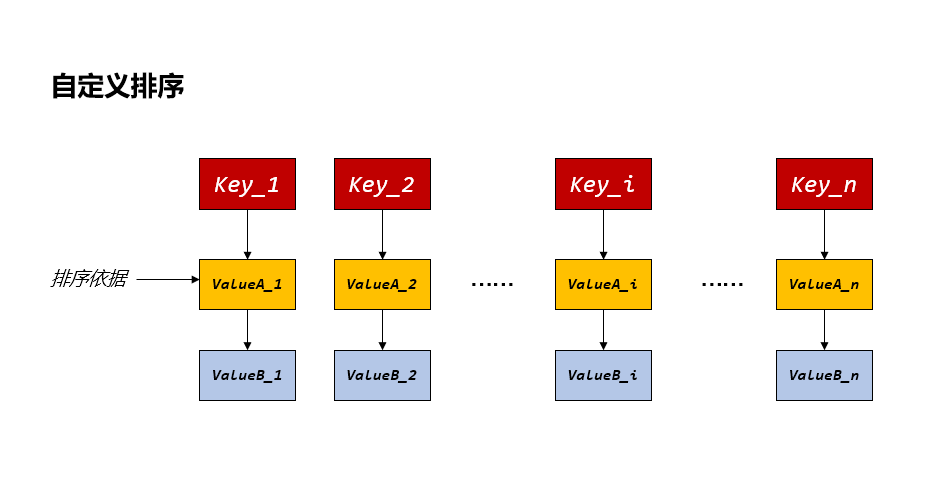 自定义排序
Key_1 Key_2 Key_i Key_n
排序依据 ValueA_1 ValueA_2 …… ValueA_i …… ValueA_n
ValueB_1 ValueB_2 ValueB_i ValueB_n